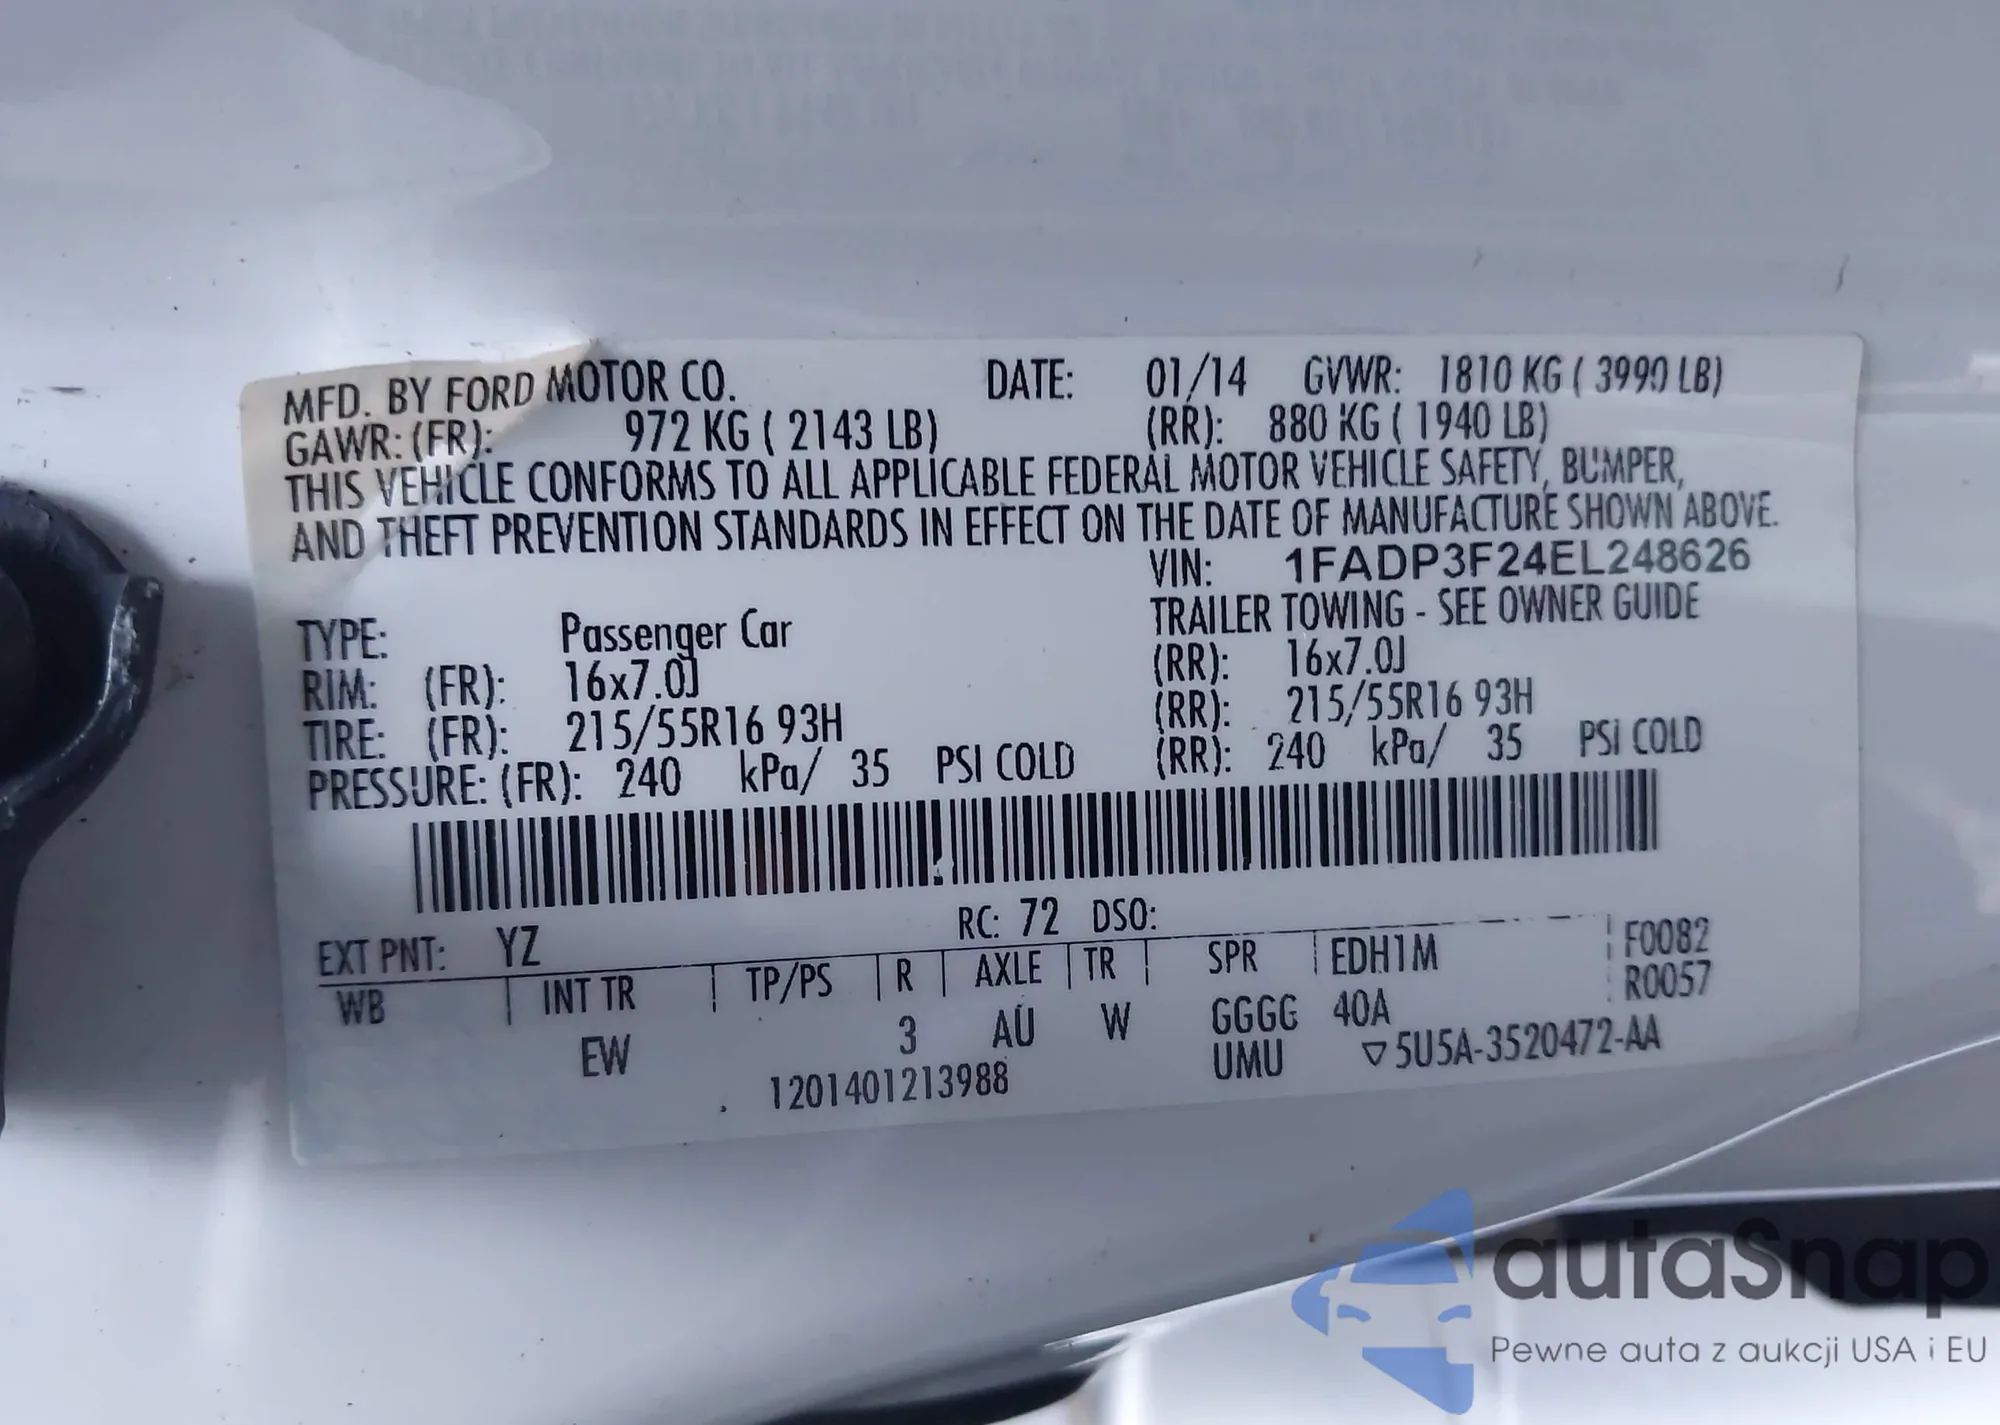 MFD. BY FORD MOTOR CO. DATE: 01/14 GVWR: 1810 KG ( 3990 LB)
GAWR: (FR): 972 KG ( 2143 LB) (RR): 880 KG ( 1940 LB)
THIS VEHICLE CONFORMS TO ALL APPLICABLE FEDERAL MOTOR VEHICLE SAFETY, BUMPER,
AND THEFT PREVENTION STANDARDS IN EFFECT ON THE DATE OF MANUFACTURE SHOWN ABOVE.
VIN: 1FADP3F24EL248626
TYPE: Passenger Car TRAILER TOWING - SEE OWNER GUIDE
RIM: (FR): 16x7.0J (RR): 16x7.0J
TIRE: (FR): 215/55R16 93H (RR): 215/55R16 93H
PRESSURE: (FR): 240 kPa/ 35 PSI COLD (RR): 240 kPa/ 35 PSI COLD
EXT PNT: YZ RC: 72 DSO:
WB | INT TR | TP/PS | R | AXLE | TR | SPR | EDH1M | F0082
R0057
EW 3 AU W GGGG 40A
UMU ▽5U5A-3520472-AA
1201401213988
autaSnap
Pewne auta z aukcji USA i EU